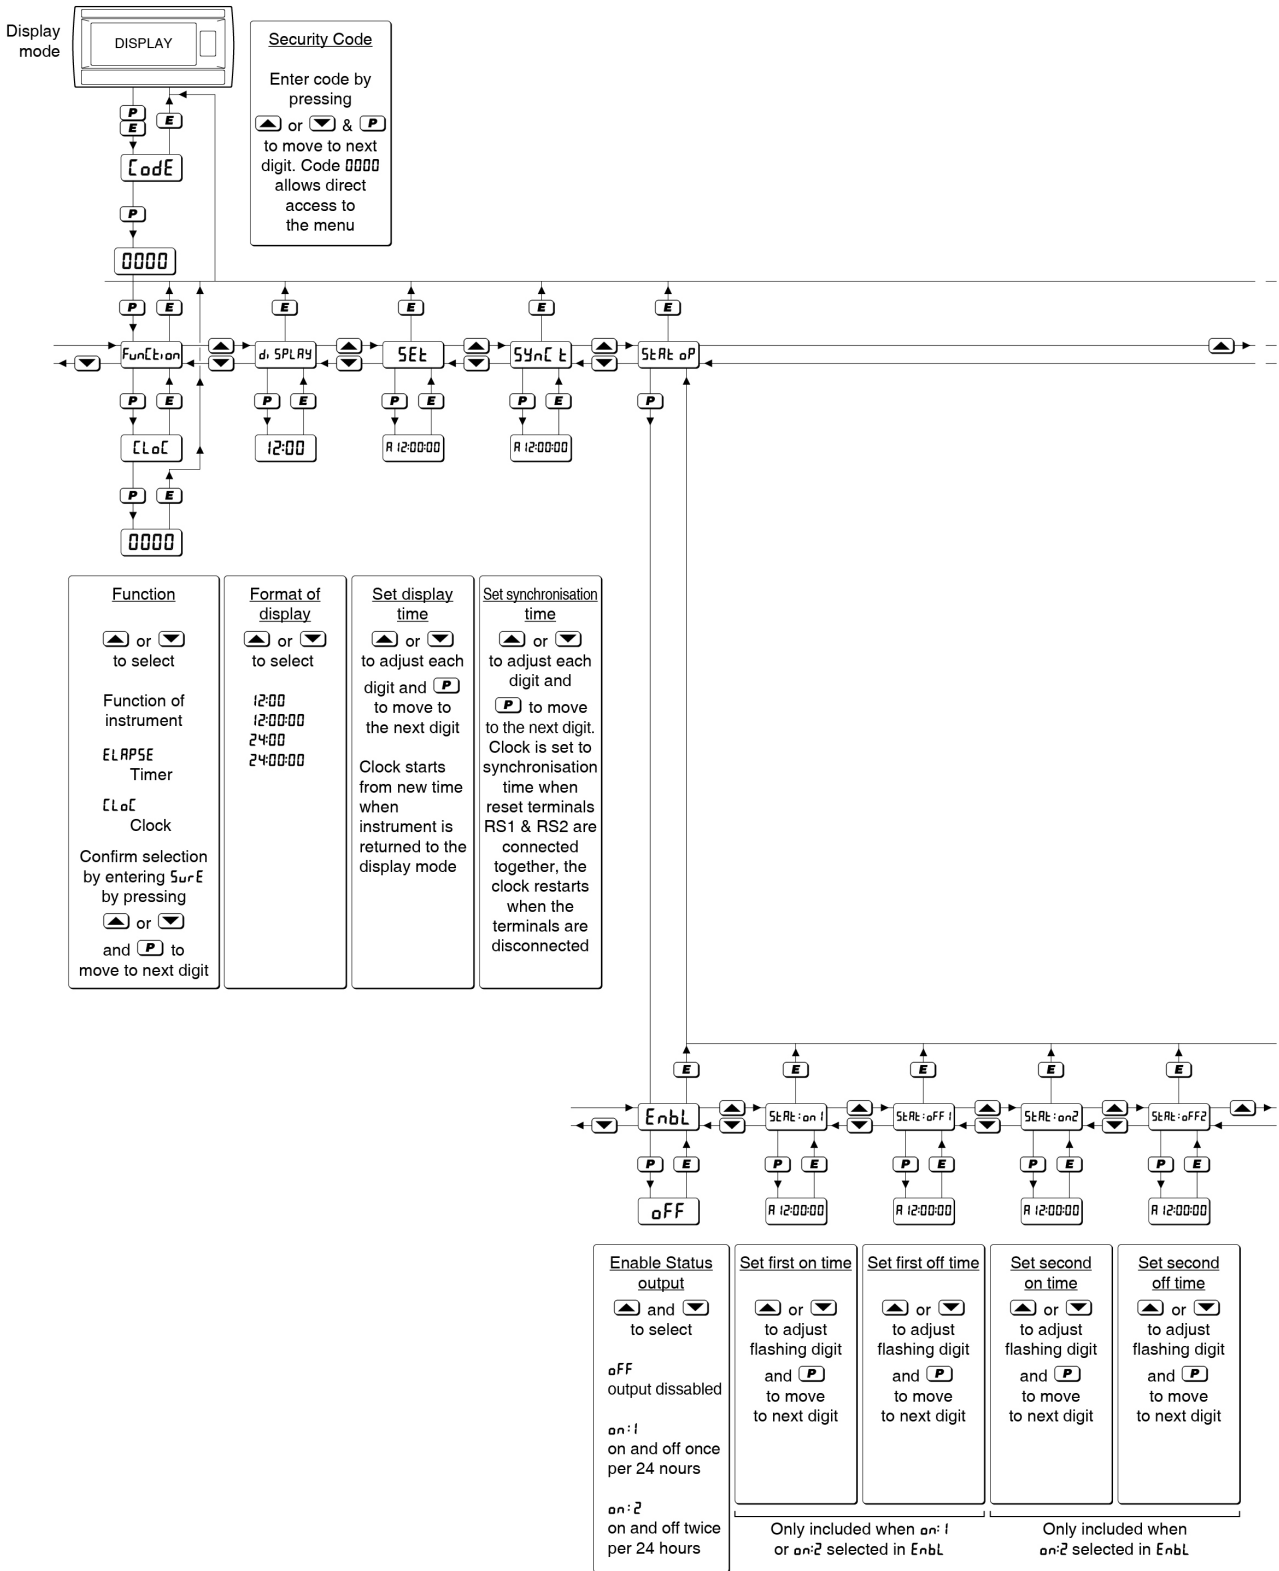 Display
mode
DISPLAY
P
E
E
CodE
P
0000
Security Code
Enter code by
pressing
or & P
to move to next
digit. Code 0000
allows direct
access to
the menu
P E E E E E
FunCtion di SPLAY SEt SYnC t StAt oP
P E P E P E P E P
CLoC 12:00 A 12:00:00 A 12:00:00
P E
0000
Function
or
to select
Function of
instrument
ELAPSE
Timer
CLoC
Clock
Confirm selection
by entering SurE
by pressing
or
and P to
move to next digit
Format of
display
or
to select
12:00
12:00:00
24:00
24:00:00
Set display
time
or
to adjust each
digit and P
to move to
the next digit
Clock starts
from new time
when
instrument is
returned to the
display mode
Set synchronisation
time
or
to adjust each
digit and
P to move
to the next digit.
Clock is set to
synchronisation
time when
reset terminals
RS1 & RS2 are
connected
together, the
clock restarts
when the
terminals are
disconnected
E E E E E
EnbL StAt:on1 StAt:oFF1 StAt:on2 StAt:oFF2
P E P E P E P E P E
oFF A 12:00:00 A 12:00:00 A 12:00:00 A 12:00:00
Enable Status
output
and
to select
oFF
output dissabled
on:1
on and off once
per 24 nours
on:2
on and off twice
per 24 hours
Set first on time
or
to adjust
flashing digit
and P
to move
to next digit
Set first off time
or
to adjust
flashing digit
and P
to move
to next digit
Set second
on time
or
to adjust
flashing digit
and P
to move
to next digit
Set second
off time
or
to adjust
flashing digit
and P
to move
to next digit
Only included when on:1
or on:2 selected in EnbL
Only included when
on:2 selected in EnbL